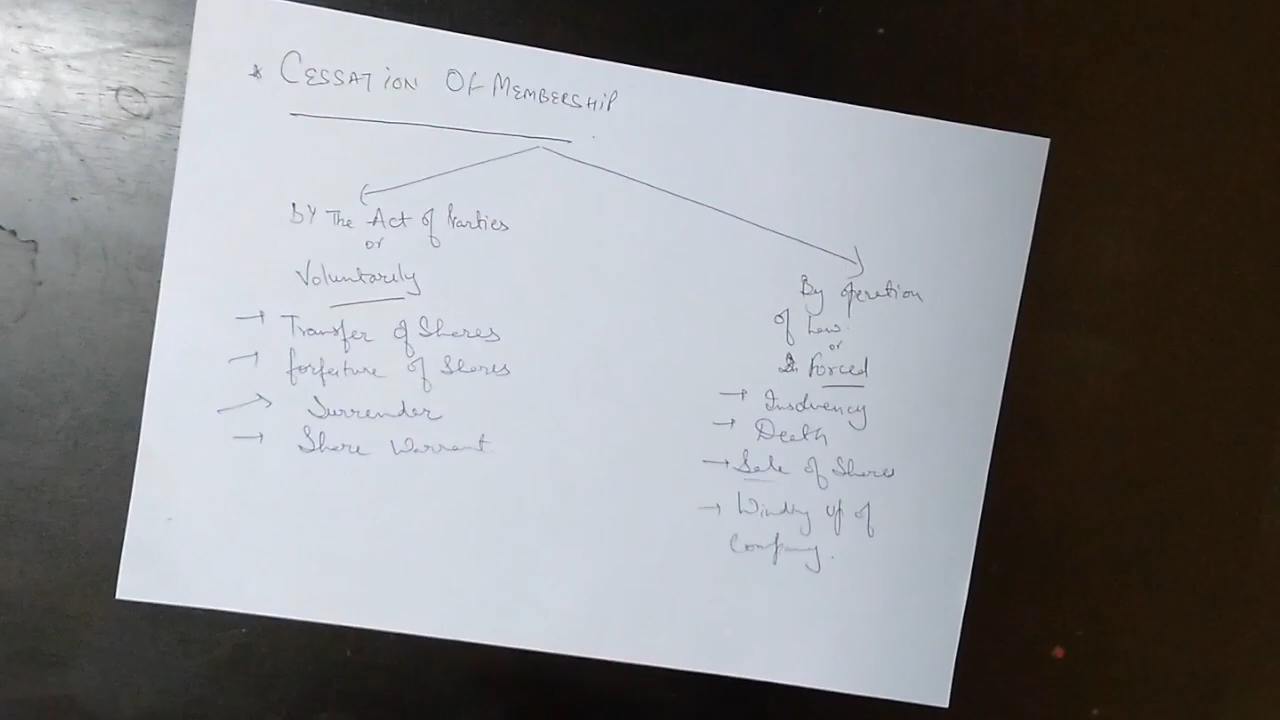 * CESSATION OF MEMBERSHIP
BY The Act of Parties
or
Voluntarily
→ Transfer of Shares
→ forfeiture of Shares
→ Surrender
→ Share Warrant
By operation
of Law.
or
Forced
→ Insolvency
→ Death
→ Sale of Shares
→ Winding up of
Company.